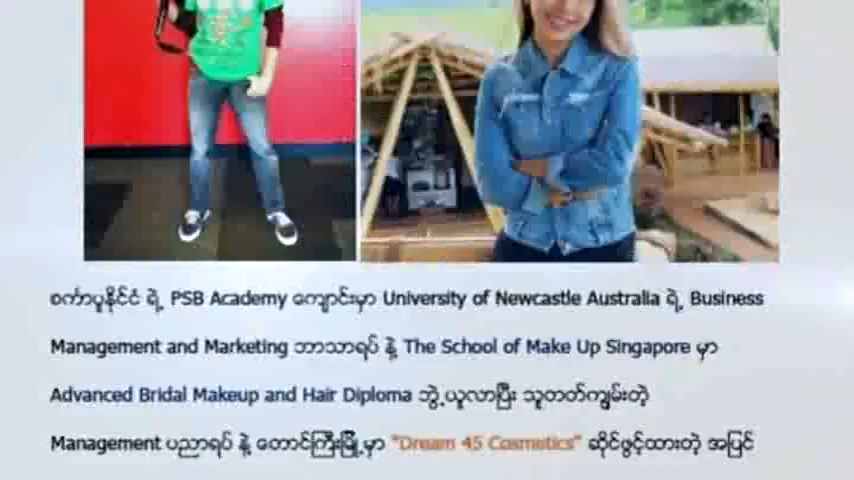 စင်္ကာပူနိုင်ငံ ရဲ့ PSB Academy ကျောင်းမှာ University of Newcastle Australia ရဲ့ Business
Management and Marketing ဘာသာရပ် နဲ့ The School of Make Up Singapore မှာ
Advanced Bridal Makeup and Hair Diploma ဘွဲ့ယူလာပြီး သူတတ်ကျွမ်းတဲ့
Management ပညာရပ် နဲ့ တောင်ကြီးမြို့မှာ "Dream 45 Cosmetics" ဆိုင်ဖွင့်ထားတဲ့ အပြင်